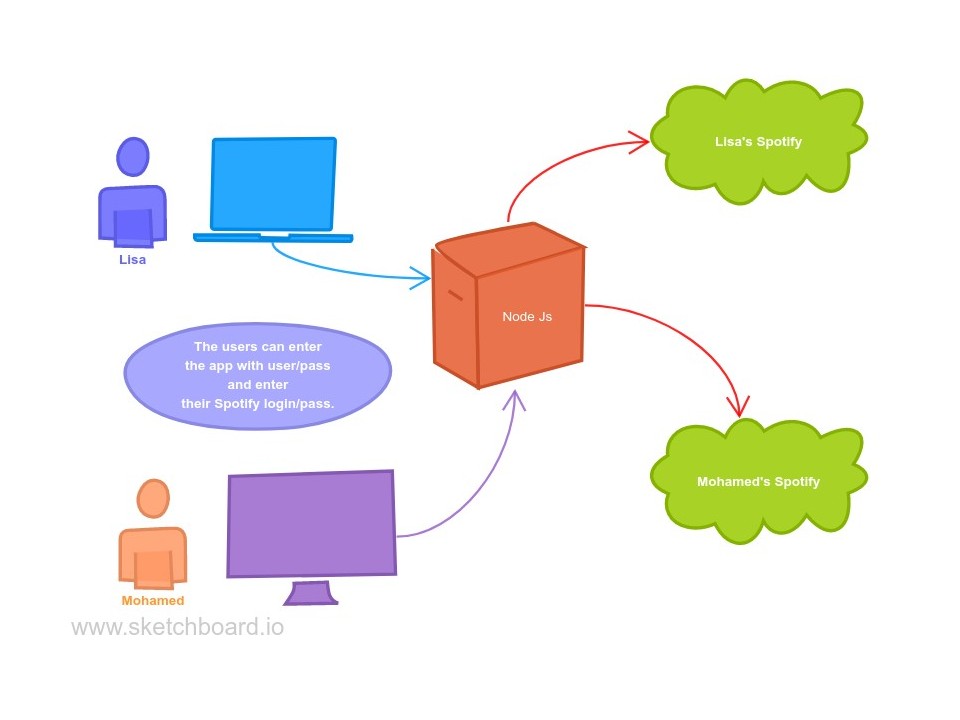 Lisa's Spotify
Lisa
Node Js
The users can enter
the app with user/pass
and enter
their Spotify login/pass.
Mohamed's Spotify
Mohamed
www.sketchboard.io